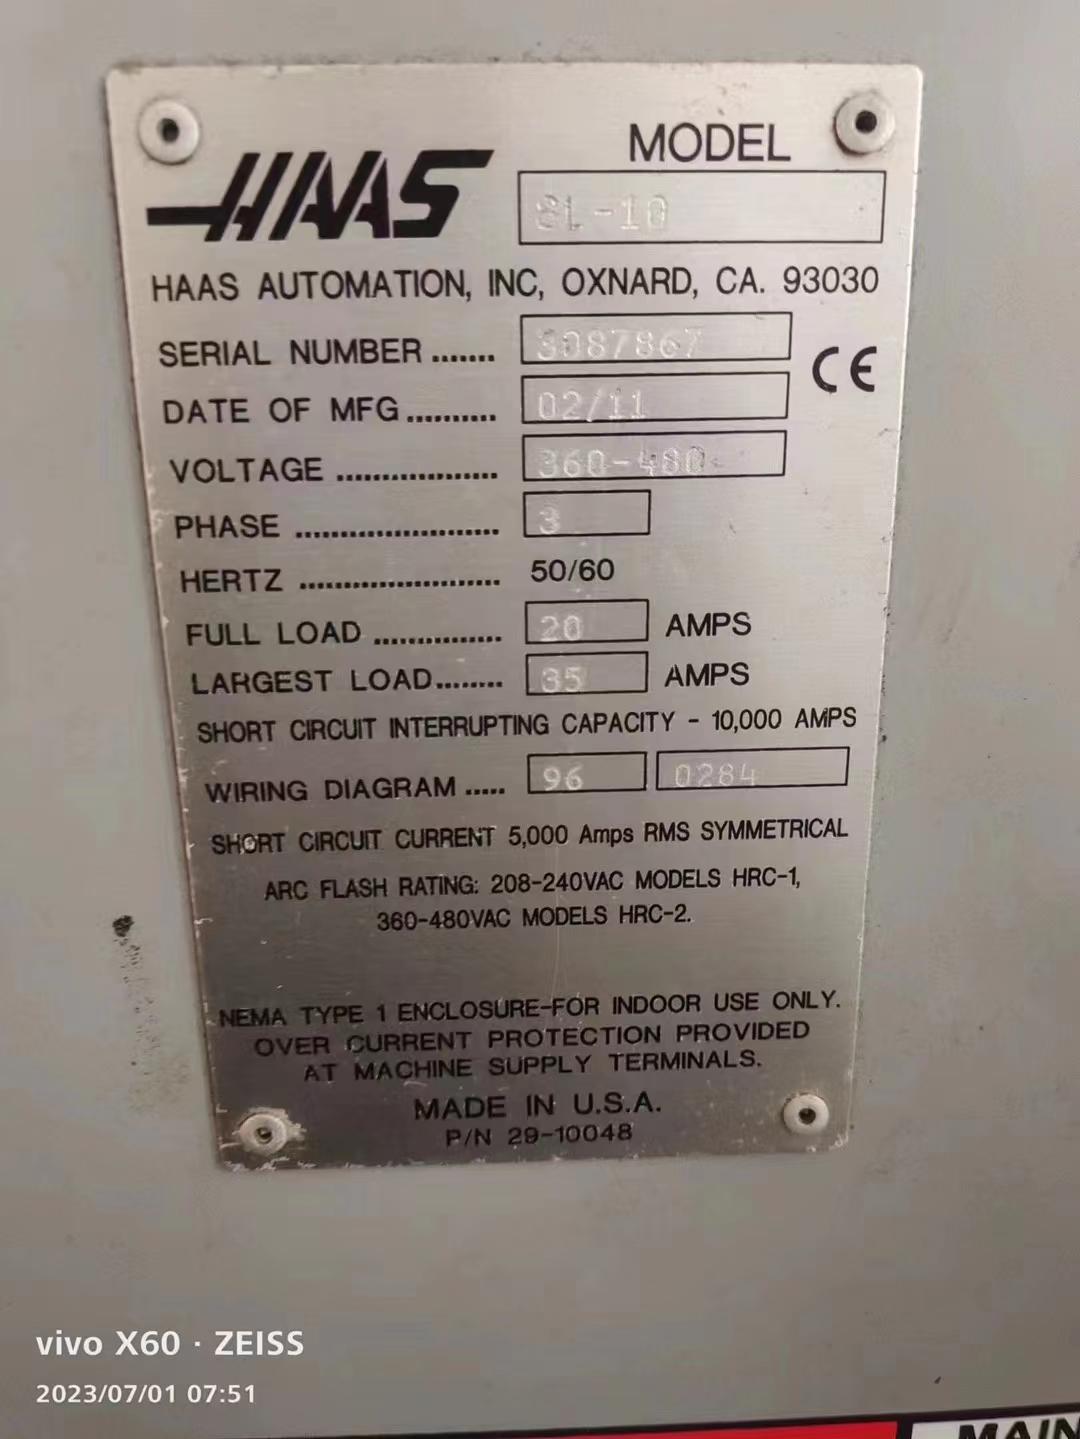 MODEL
HAAS SL-10
HAAS AUTOMATION, INC, OXNARD, CA. 93030
SERIAL NUMBER ....... 3087867
CE
DATE OF MFG .......... 02/11
VOLTAGE .................. 360-480
PHASE ....................... 3
HERTZ ....................... 50/60
FULL LOAD ............... 20 AMPS
LARGEST LOAD........ 35 AMPS
SHORT CIRCUIT INTERRUPTING CAPACITY - 10,000 AMPS
WIRING DIAGRAM ..... 96 0284
SHORT CIRCUIT CURRENT 5,000 Amps RMS SYMMETRICAL
ARC FLASH RATING: 208-240VAC MODELS HRC-1,
360-480VAC MODELS HRC-2.
NEMA TYPE 1 ENCLOSURE-FOR INDOOR USE ONLY.
OVER CURRENT PROTECTION PROVIDED
AT MACHINE SUPPLY TERMINALS.
MADE IN U.S.A.
P/N 29-10048
vivo X60 · ZEISS
2023/07/01 07:51
MAIN